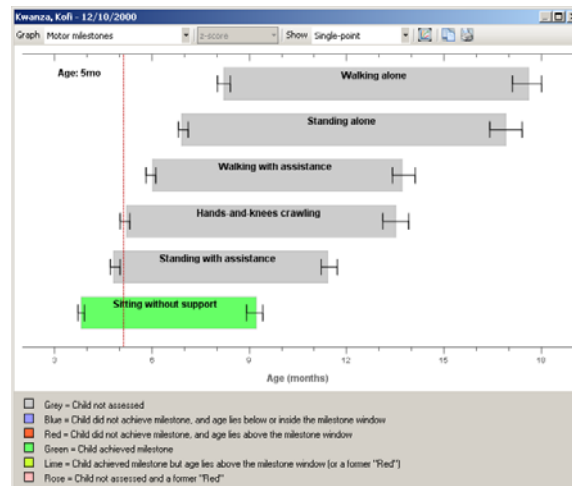 Kwanza, Kofi - 12/10/2000
Graph Motor milestones z-score Show Single-point
Age: 5mo
Walking alone
Standing alone
Walking with assistance
Hands-and-knees crawling
Standing with assistance
Sitting without support
0 6 9 12 15 18
Age (months)
Grey = Child not assessed
Blue = Child did not achieve milestone, and age lies below or inside the milestone window
Red = Child did not achieve milestone, and age lies above the milestone window
Green = Child achieved milestone
Lime = Child achieved milestone but age lies above the milestone window (or a former "Red")
Rose = Child not assessed and a former "Red"